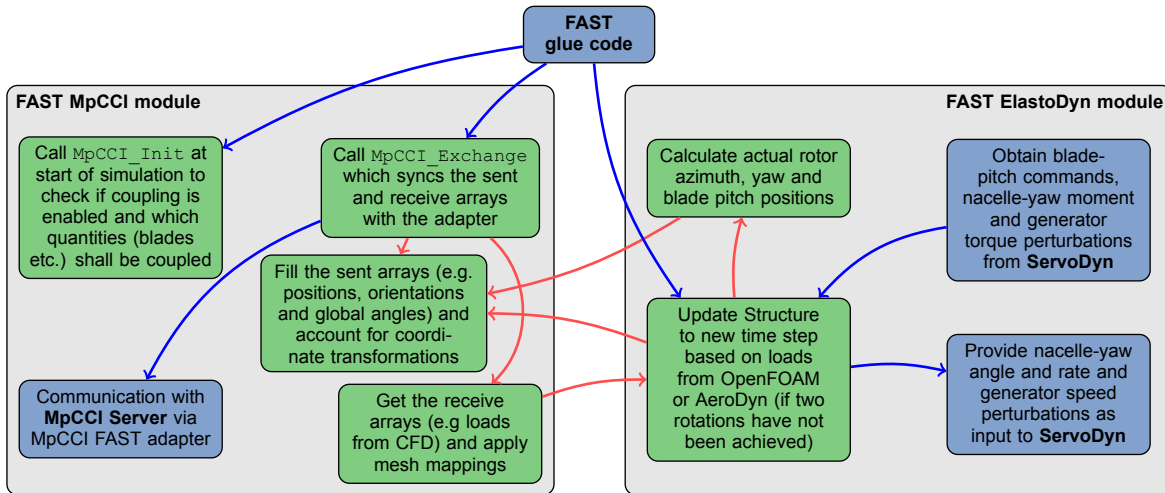 FAST
glue code
FAST MpCCI module
Call MpCCI_Init at
start of simulation to
check if coupling is
enabled and which
quantities (blades
etc.) shall be coupled
Call MpCCI_Exchange
which syncs the sent
and receive arrays
with the adapter
Fill the sent arrays (e.g.
positions, orientations
and global angles) and
account for coordi-
nate transformations
Communication with
MpCCI Server via
MpCCI FAST adapter
Get the receive
arrays (e.g loads
from CFD) and apply
mesh mappings
FAST ElastoDyn module
Calculate actual rotor
azimuth, yaw and
blade pitch positions
Obtain blade-
pitch commands,
nacelle-yaw moment
and generator
torque perturbations
from ServoDyn
Update Structure
to new time step
based on loads
from OpenFOAM
or AeroDyn (if two
rotations have not
been achieved)
Provide nacelle-yaw
angle and rate and
generator speed
perturbations as
input to ServoDyn